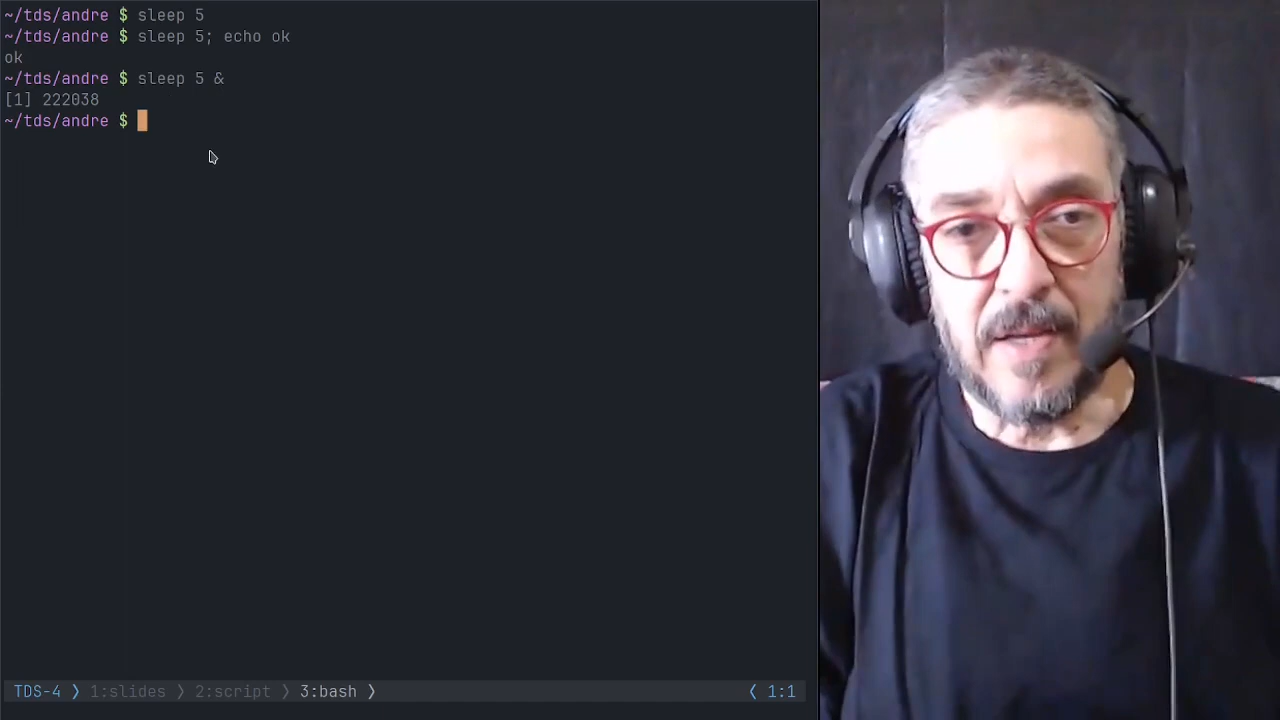 ~/tds/andre $ sleep 5
~/tds/andre $ sleep 5; echo ok
ok
~/tds/andre $ sleep 5 &
[1] 222038
~/tds/andre $
TDS-4 ❭ 1:slides ❭ 2:script ❭ 3:bash ❭ ❬ 1:1